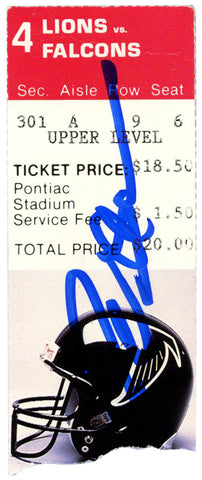 4 LIONS vs.
FALCONS
Sec. Aisle Row Seat
301 A 9 6
UPPER LEVEL
TICKET PRICE: $18.50
Pontiac
Stadium
Service Fee $ 1.50
TOTAL PRICE $20.00